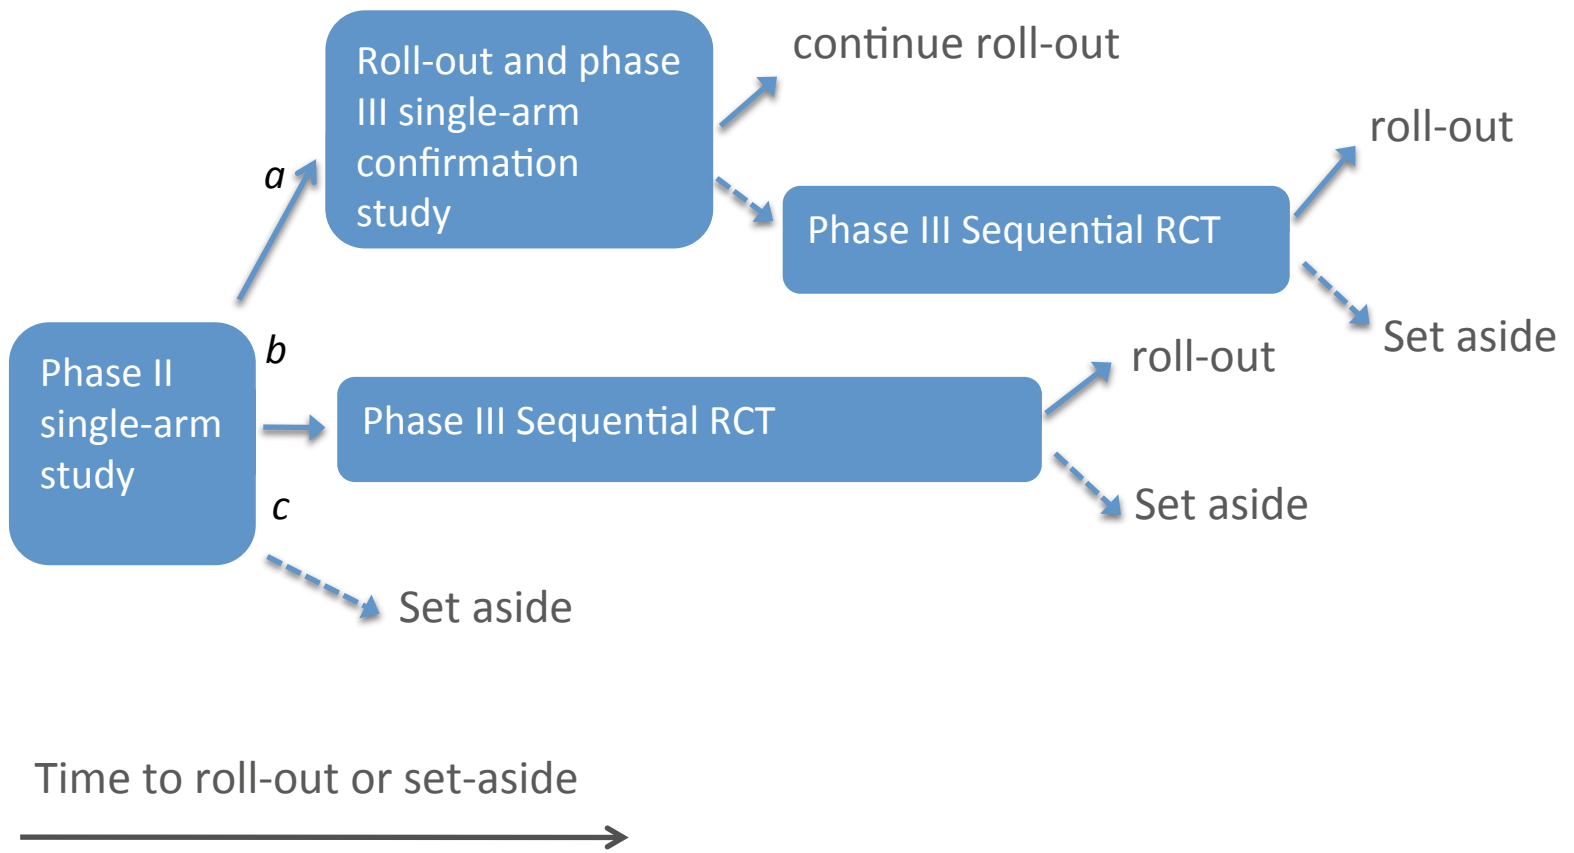 Roll-out and phase
III single-arm
confirmation
study
continue roll-out
roll-out
a
Phase III Sequential RCT
Set aside
Phase II
single-arm
study
b
Phase III Sequential RCT
roll-out
Set aside
c
Set aside
Time to roll-out or set-aside